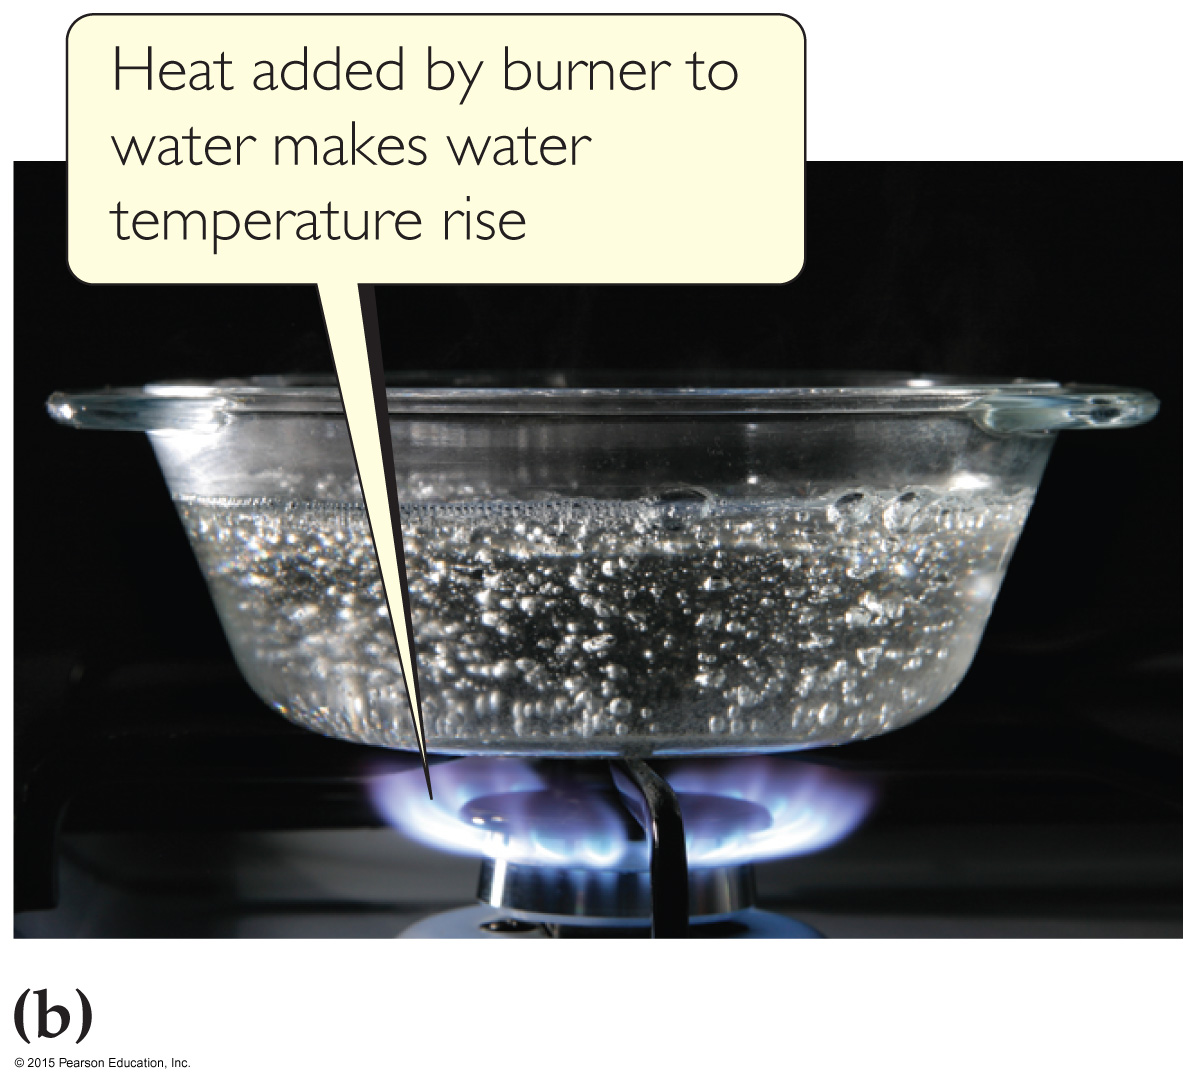 Heat added by burner to
water makes water
temperature rise
(b)
© 2015 Pearson Education, Inc.